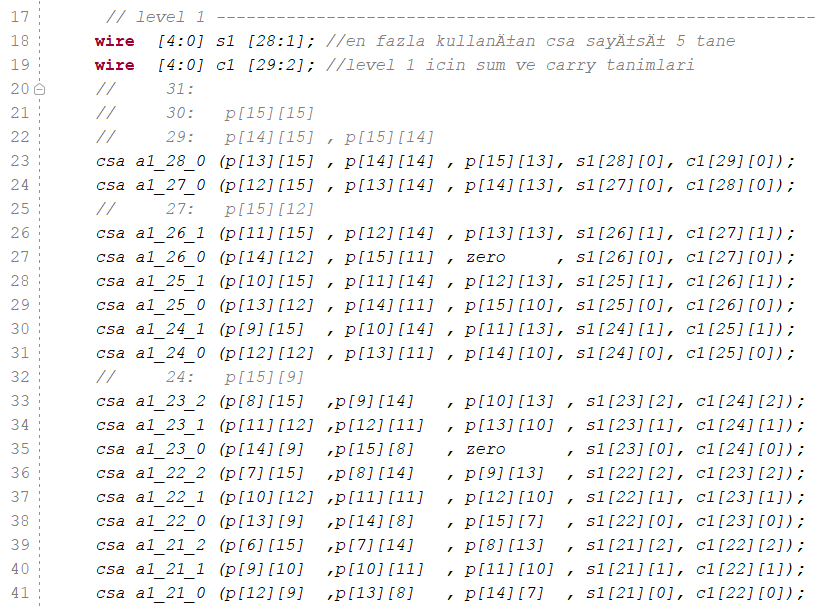 17 // level 1 ------------------------------------------------------------
18 wire [4:0] s1 [28:1]; //en fazla kullanÄ±an csa sayÄ±sÄ± 5 tane
19 wire [4:0] c1 [29:2]; //level 1 icin sum ve carry tanimlari
20 // 31:
21 // 30: p[15][15]
22 // 29: p[14][15] , p[15][14]
23 csa a1_28_0 (p[13][15] , p[14][14] , p[15][13], s1[28][0], c1[29][0]);
24 csa a1_27_0 (p[12][15] , p[13][14] , p[14][13], s1[27][0], c1[28][0]);
25 // 27: p[15][12]
26 csa a1_26_1 (p[11][15] , p[12][14] , p[13][13], s1[26][1], c1[27][1]);
27 csa a1_26_0 (p[14][12] , p[15][11] , zero , s1[26][0], c1[27][0]);
28 csa a1_25_1 (p[10][15] , p[11][14] , p[12][13], s1[25][1], c1[26][1]);
29 csa a1_25_0 (p[13][12] , p[14][11] , p[15][10], s1[25][0], c1[26][0]);
30 csa a1_24_1 (p[9][15] , p[10][14] , p[11][13], s1[24][1], c1[25][1]);
31 csa a1_24_0 (p[12][12] , p[13][11] , p[14][10], s1[24][0], c1[25][0]);
32 // 24: p[15][9]
33 csa a1_23_2 (p[8][15] ,p[9][14] , p[10][13] , s1[23][2], c1[24][2]);
34 csa a1_23_1 (p[11][12] ,p[12][11] , p[13][10] , s1[23][1], c1[24][1]);
35 csa a1_23_0 (p[14][9] ,p[15][8] , zero , s1[23][0], c1[24][0]);
36 csa a1_22_2 (p[7][15] ,p[8][14] , p[9][13] , s1[22][2], c1[23][2]);
37 csa a1_22_1 (p[10][12] ,p[11][11] , p[12][10] , s1[22][1], c1[23][1]);
38 csa a1_22_0 (p[13][9] ,p[14][8] , p[15][7] , s1[22][0], c1[23][0]);
39 csa a1_21_2 (p[6][15] ,p[7][14] , p[8][13] , s1[21][2], c1[22][2]);
40 csa a1_21_1 (p[9][10] ,p[10][11] , p[11][10] , s1[21][1], c1[22][1]);
41 csa a1_21_0 (p[12][9] ,p[13][8] , p[14][7] , s1[21][0], c1[22][0]);